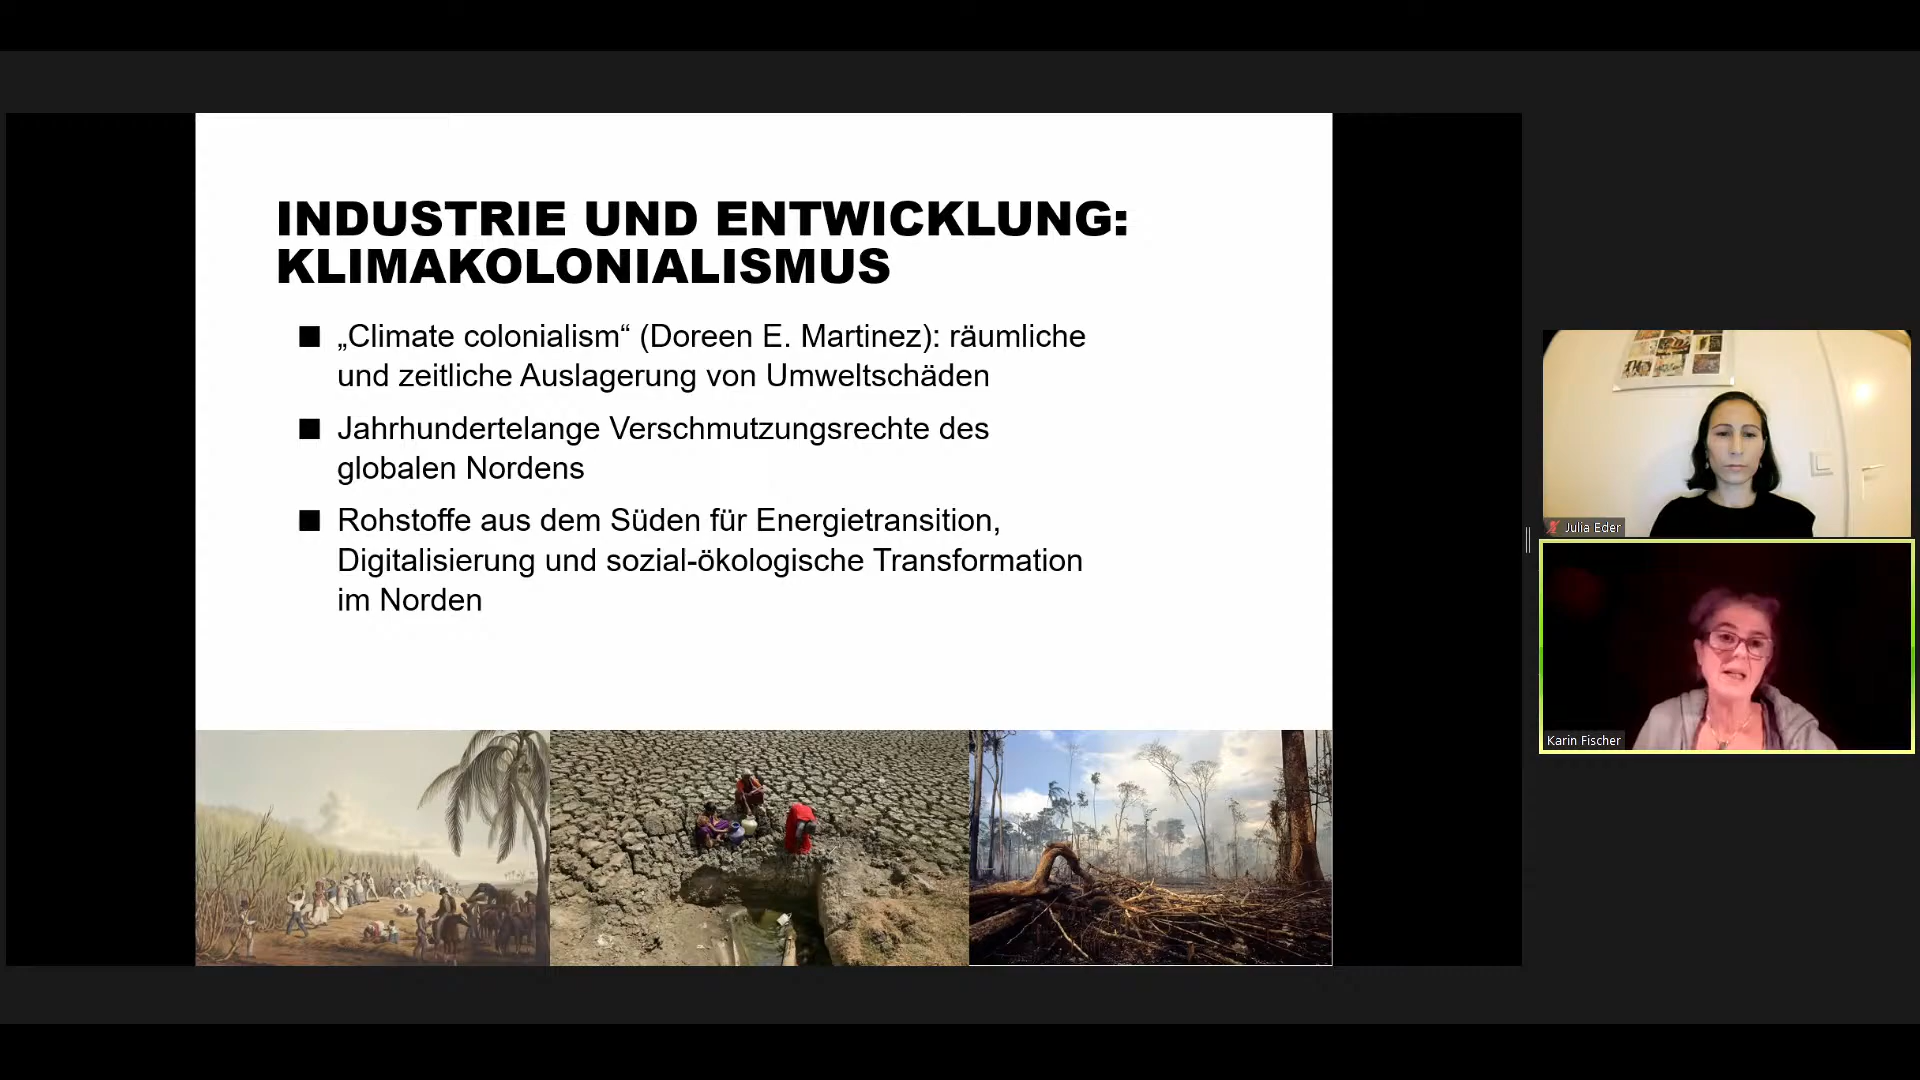 INDUSTRIE UND ENTWICKLUNG:
KLIMAKOLONIALISMUS
■ „Climate colonialism“ (Doreen E. Martinez): räumliche
und zeitliche Auslagerung von Umweltschäden
■ Jahrhundertelange Verschmutzungsrechte des
globalen Nordens
■ Rohstoffe aus dem Süden für Energietransition,
Digitalisierung und sozial-ökologische Transformation
im Norden
Julia Eder
Karin Fischer